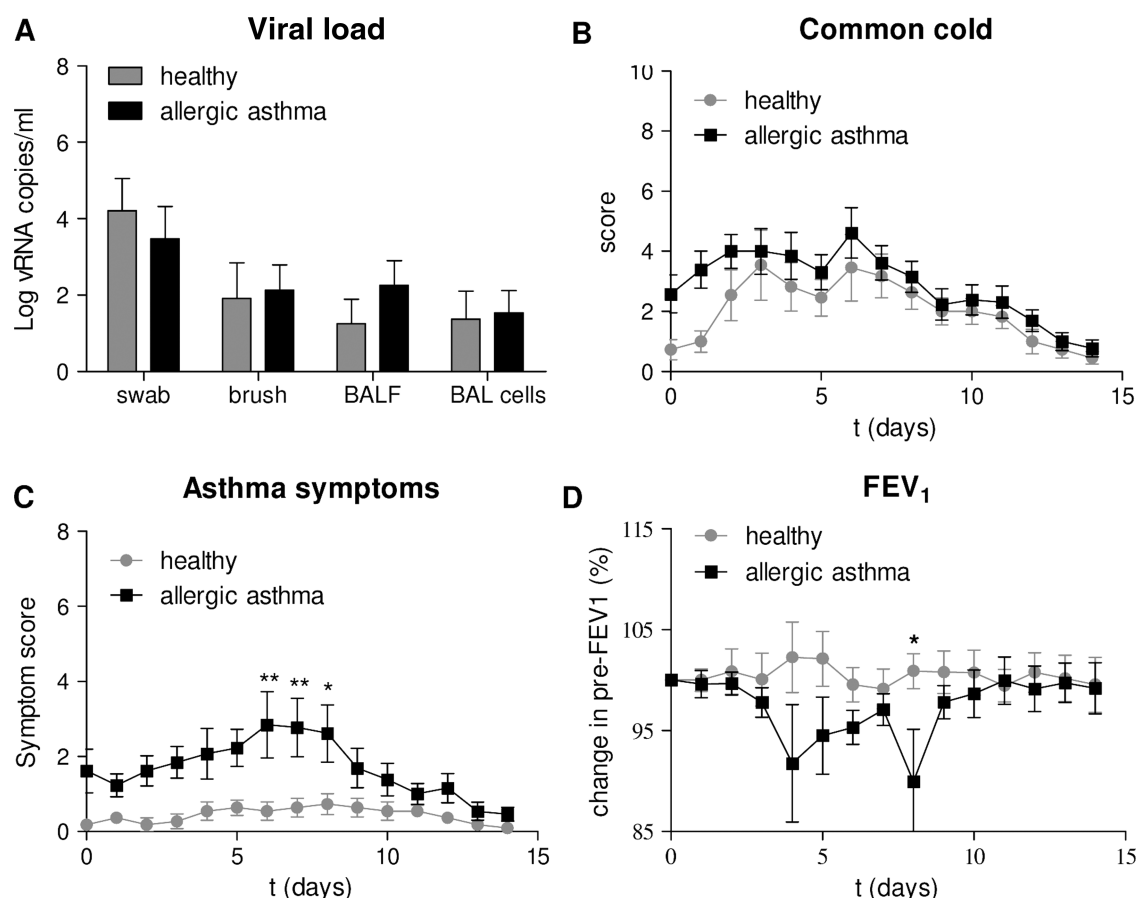 A
Viral load
Log vRNA copies/ml
8
6
4
2
0
healthy
allergic asthma
swab
brush
BALF
BAL cells
B
Common cold
score
10
8
6
4
2
0
healthy
allergic asthma
0
5
10
15
t (days)
C
Asthma symptoms
Symptom score
8
6
4
2
0
healthy
allergic asthma
**
**
*
0
5
10
15
t (days)
D
FEV1
change in pre-FEV1 (%)
115
105
95
85
healthy
allergic asthma
*
0
5
10
15
t (days)